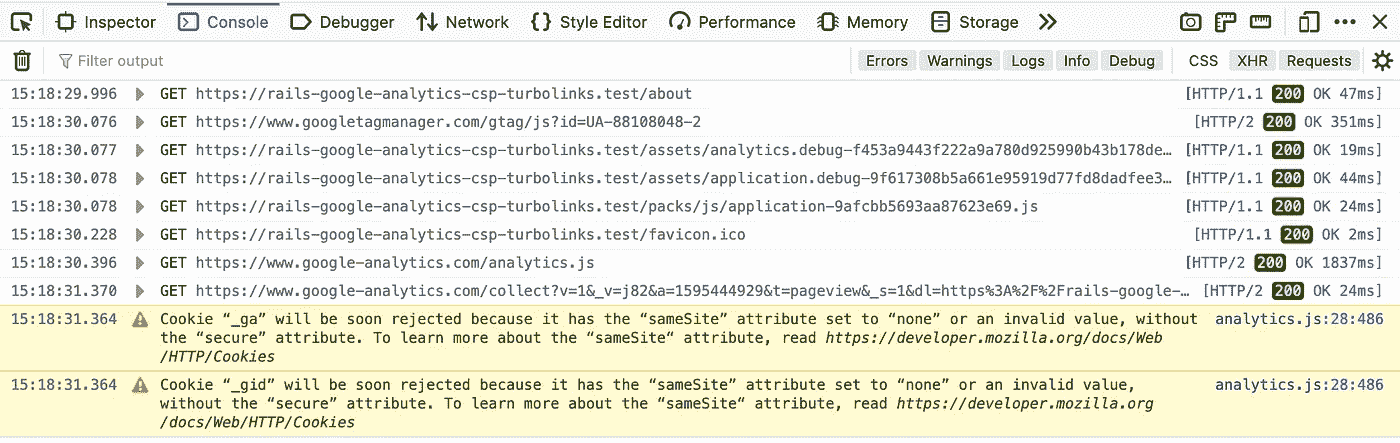 Inspector Console Debugger Network Style Editor Performance Memory Storage
Filter output Errors Warnings Logs Info Debug CSS XHR Requests
15:18:29.996 GET https://rails-google-analytics-csp-turbolinks.test/about [HTTP/1.1 200 OK 47ms]
15:18:30.076 GET https://www.googletagmanager.com/gtag/js?id=UA-88108048-2 [HTTP/2 200 OK 351ms]
15:18:30.077 GET https://rails-google-analytics-csp-turbolinks.test/assets/analytics.debug-f453a9443f222a9a780d925990b43b178de… [HTTP/1.1 200 OK 19ms]
15:18:30.078 GET https://rails-google-analytics-csp-turbolinks.test/assets/application.debug-9f617308b5a661e95919d77fd8dadfee3… [HTTP/1.1 200 OK 44ms]
15:18:30.078 GET https://rails-google-analytics-csp-turbolinks.test/packs/js/application-9afcbb5693aa87623e69.js [HTTP/1.1 200 OK 24ms]
15:18:30.228 GET https://rails-google-analytics-csp-turbolinks.test/favicon.ico [HTTP/1.1 200 OK 2ms]
15:18:30.396 GET https://www.google-analytics.com/analytics.js [HTTP/2 200 OK 1837ms]
15:18:31.370 GET https://www.google-analytics.com/collect?v=1&_v=j82&a=1595444929&t=pageview&_s=1&dl=https%3A%2F%2Frails-google-… [HTTP/2 200 OK 24ms]
15:18:31.364 Cookie “_ga” will be soon rejected because it has the “sameSite” attribute set to “none” or an invalid value, without analytics.js:28:486
the “secure” attribute. To learn more about the “sameSite“ attribute, read https://developer.mozilla.org/docs/Web
/HTTP/Cookies
15:18:31.364 Cookie “_gid” will be soon rejected because it has the “sameSite” attribute set to “none” or an invalid value, analytics.js:28:486
without the “secure” attribute. To learn more about the “sameSite“ attribute, read https://developer.mozilla.org
/docs/Web/HTTP/Cookies